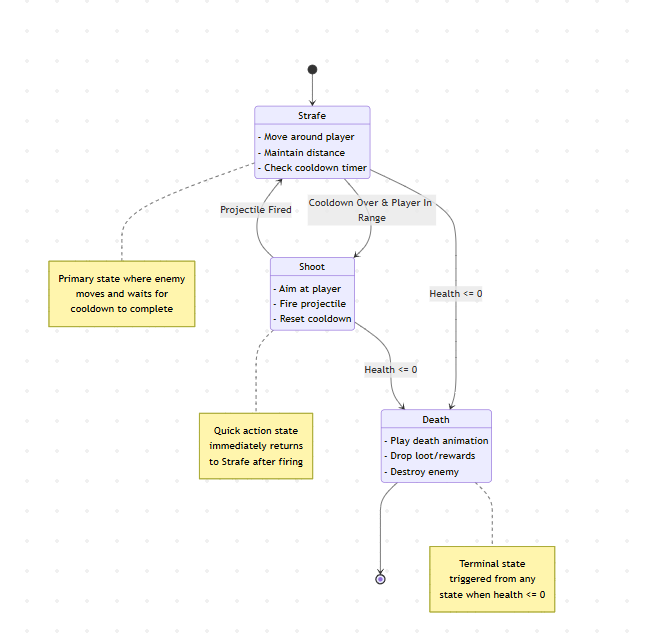 Strafe
- Move around player
- Maintain distance
- Check cooldown timer
Projectile Fired
Cooldown Over & Player In
Range
Primary state where enemy
moves and waits for
cooldown to complete
Shoot
- Aim at player
- Fire projectile
- Reset cooldown
Health <= 0
Health <= 0
Quick action state
immediately returns
to Strafe after firing
Death
- Play death animation
- Drop loot/rewards
- Destroy enemy
Terminal state
triggered from any
state when health <= 0